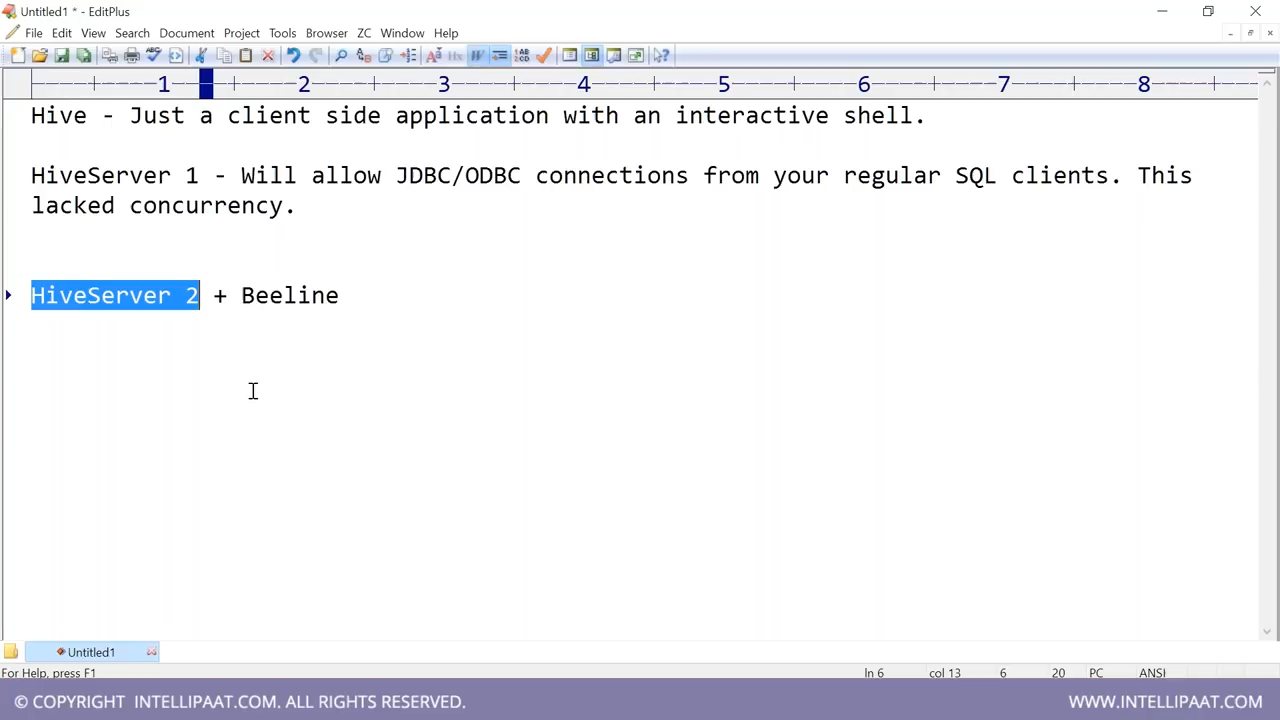 Untitled1 * - EditPlus
File Edit View Search Document Project Tools Browser ZC Window Help
1 2 3 4 5 6 7 8
Hive - Just a client side application with an interactive shell.
HiveServer 1 - Will allow JDBC/ODBC connections from your regular SQL clients. This
lacked concurrency.
HiveServer 2 + Beeline
Untitled1
For Help, press F1 ln 6 col 13 6 20 PC ANSI
© COPYRIGHT INTELLIPAAT.COM. ALL RIGHTS RESERVED. WWW.INTELLIPAAT.COM